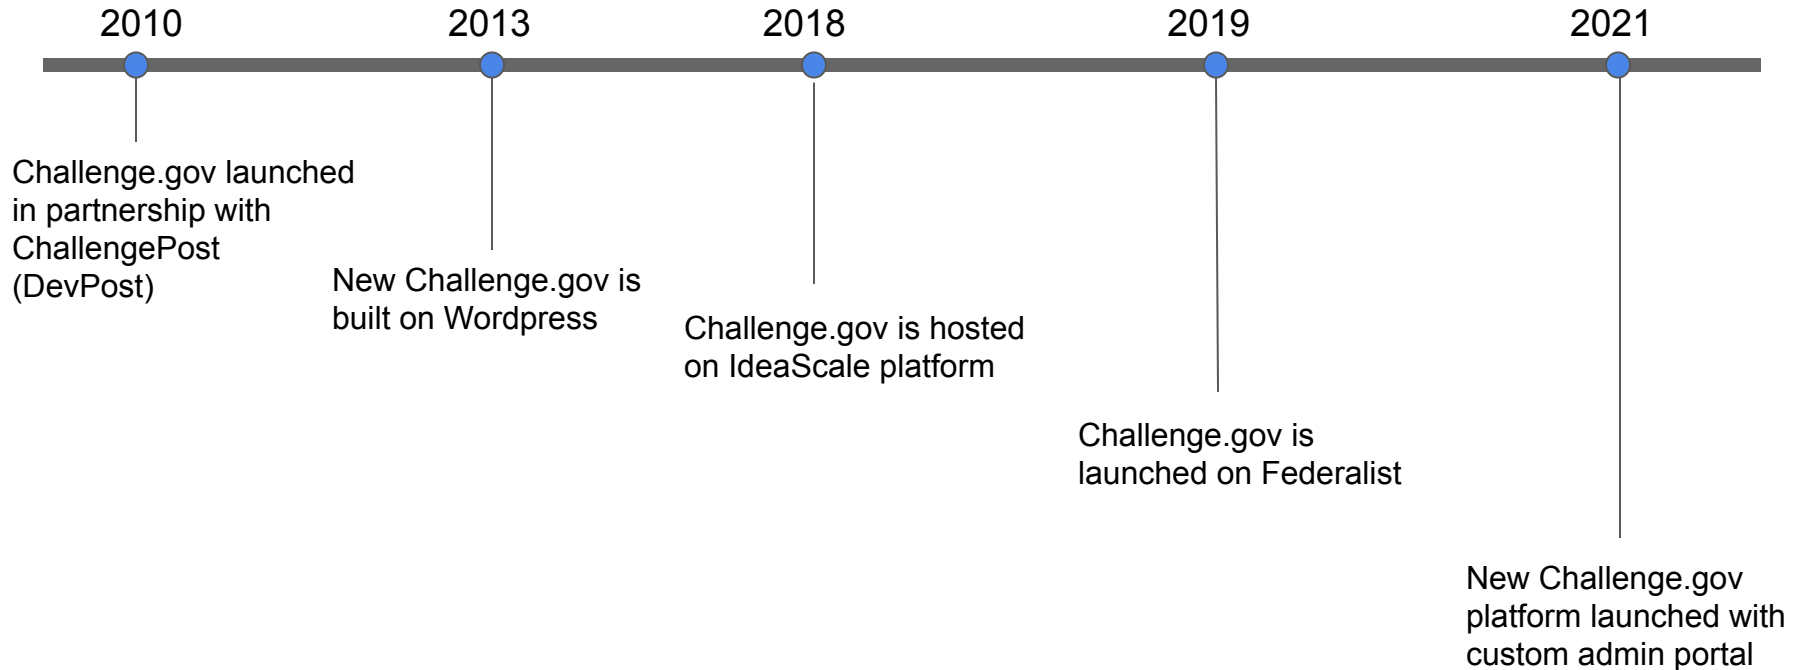 2010
2013
2018
2019
2021
Challenge.gov launched
in partnership with
ChallengePost
(DevPost)
New Challenge.gov is
built on Wordpress
Challenge.gov is hosted
on IdeaScale platform
Challenge.gov is
launched on Federalist
New Challenge.gov
platform launched with
custom admin portal